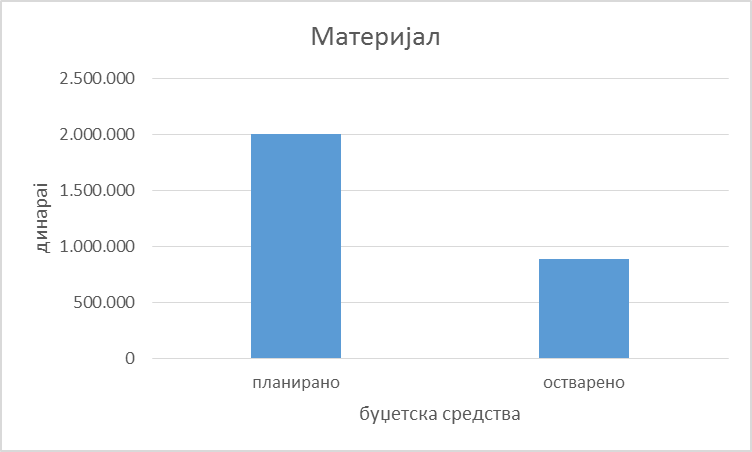 Материјал
2.500.000
2.000.000
1.500.000
1.000.000
500.000
0
динараi
планирано
остварено
буџетска средства